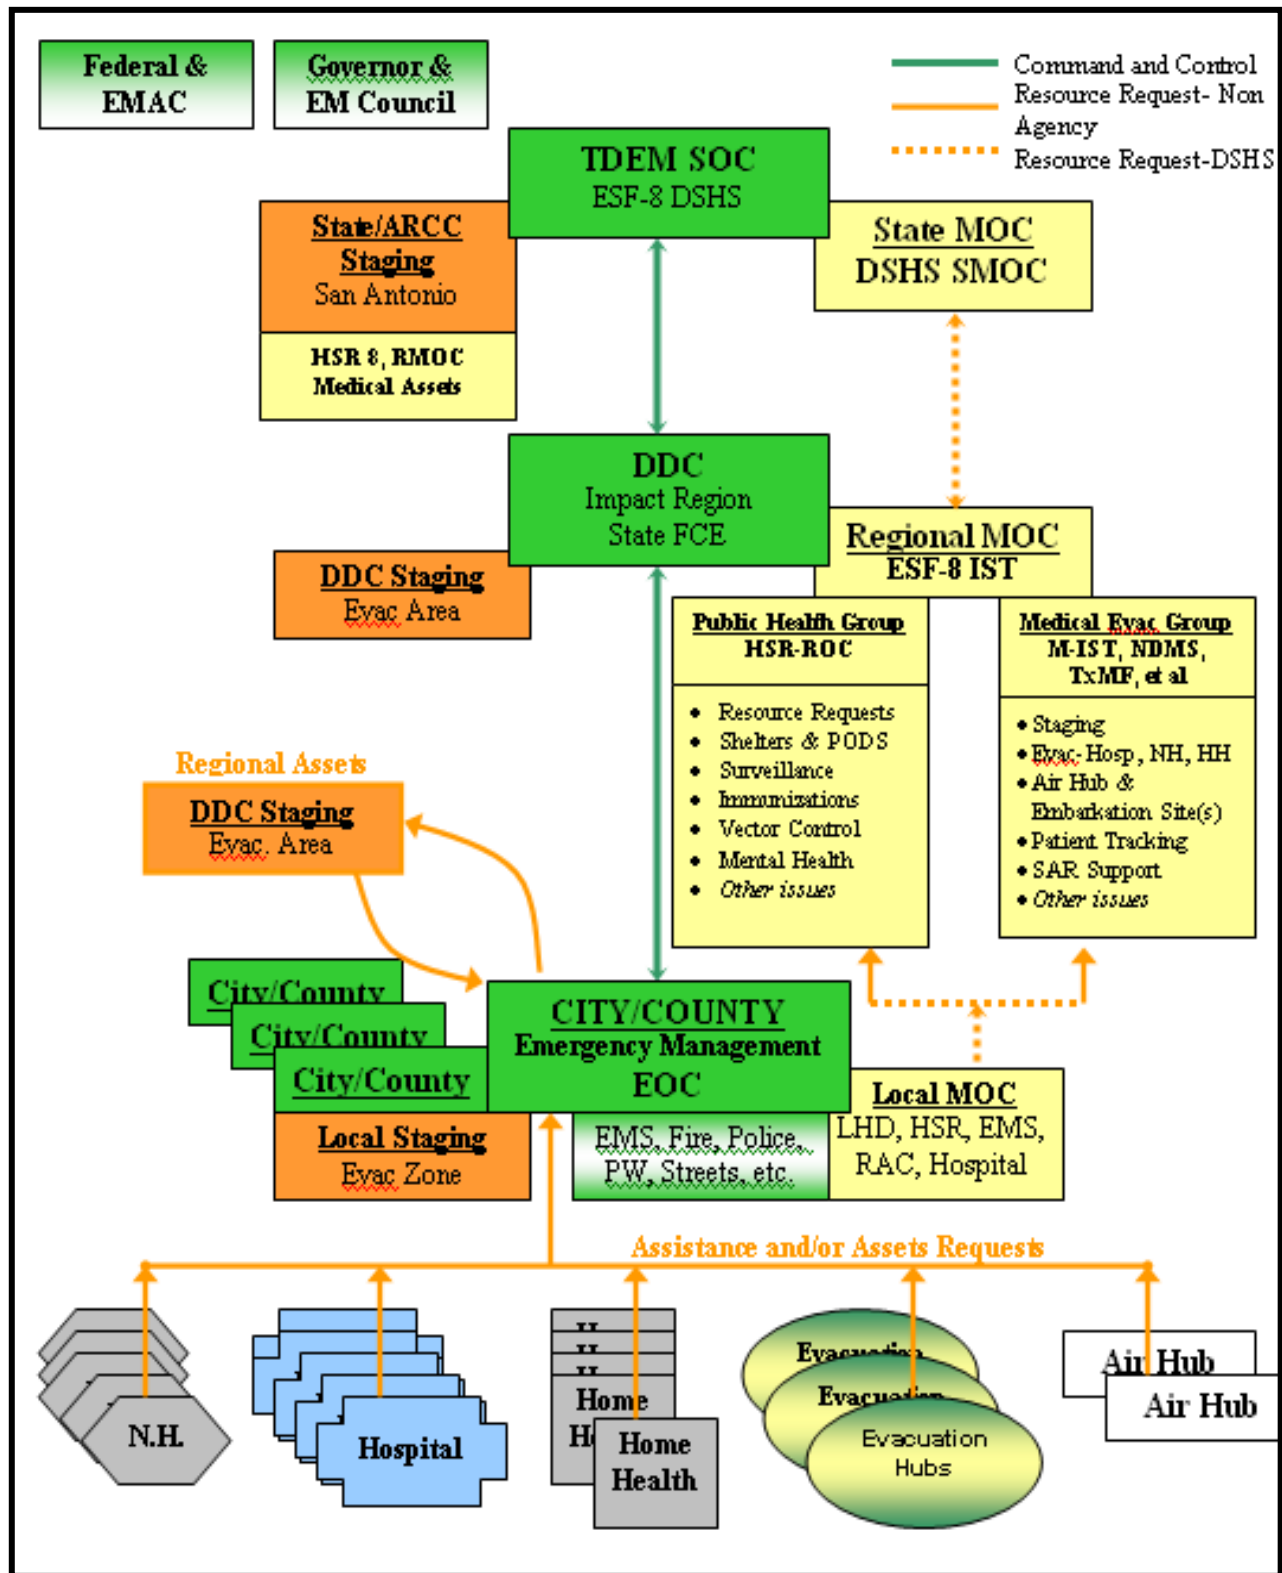 Federal &
EMAC
Governor &
EM Council
Command and Control
Resource Request- Non
Agency
Resource Request-DSHS
TDEM SOC
ESF-8 DSHS
State/ARCC
Staging
San Antonio
HSR 8, RMOC
Medical Assets
State MOC
DSHS SMOC
DDC
Impact Region
State FCE
DDC Staging
Evac Area
Regional MOC
ESF-8 IST
Public Health Group
HSR-ROC
• Resource Requests
• Shelters & PODS
• Surveillance
• Immunizations
• Vector Control
• Mental Health
• Other issues
Medical Evac Group
M-IST, NDMS,
TxMF, et al
• Staging
• Evac- Hosp, NH, HH
• Air Hub &
Embarkation Site(s)
• Patient Tracking
• SAR Support
• Other issues
Regional Assets
DDC Staging
Evac. Area
City/County
City/County
City/County
CITY/COUNTY
Emergency Management
EOC
Local Staging
Evac Zone
EMS, Fire, Police,
PW, Streets, etc.
Local MOC
LHD, HSR, EMS,
RAC, Hospital
Assistance and/or Assets Requests
N.H.
Hospital
Home
Home
Health
Evacuation
Evacuation
Evacuation
Hubs
Air Hub
Air Hub